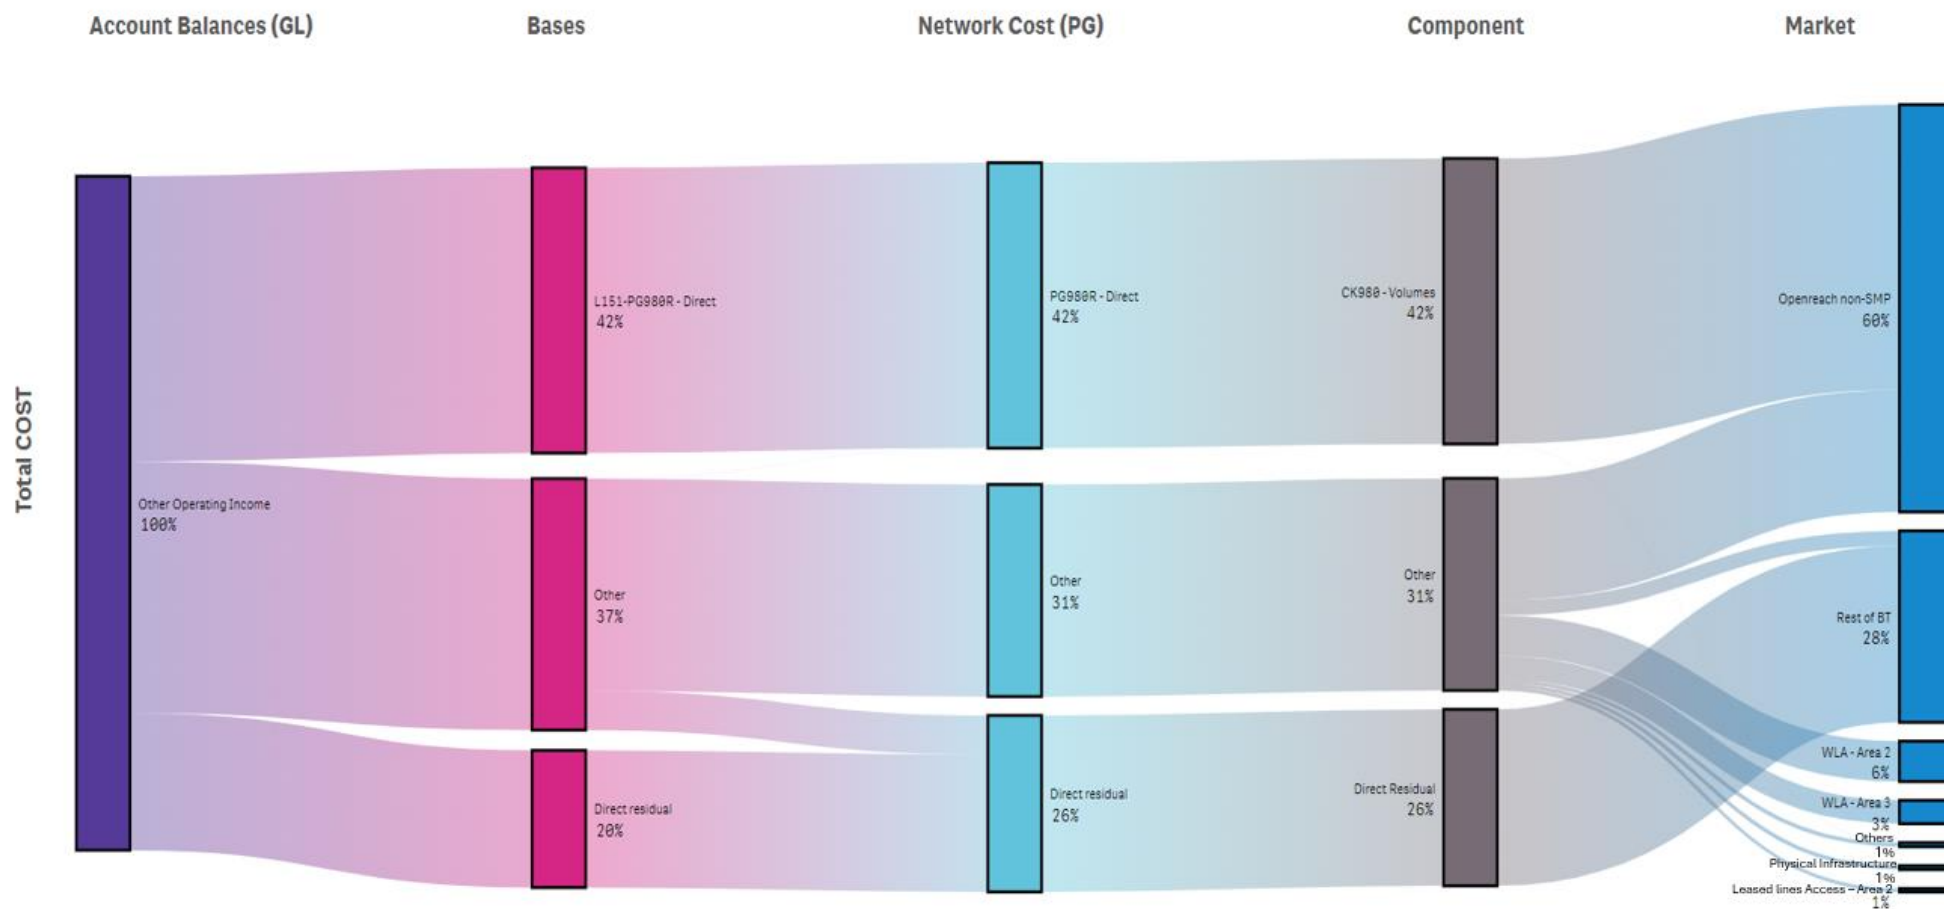 Account Balances (GL)
Bases
Network Cost (PG)
Component
Market
Total COST
Other Operating Income
100%
L151-PG980R - Direct
42%
Other
37%
Direct residual
20%
PG980R - Direct
42%
Other
31%
Direct residual
26%
CK980 - Volumes
42%
Other
31%
Direct Residual
26%
Openreach non-SMP
60%
Rest of BT
28%
WLA - Area 2
6%
WLA - Area 3
3%
Others
1%
Physical Infrastructure
1%
Leased lines Access – Area 2
1%